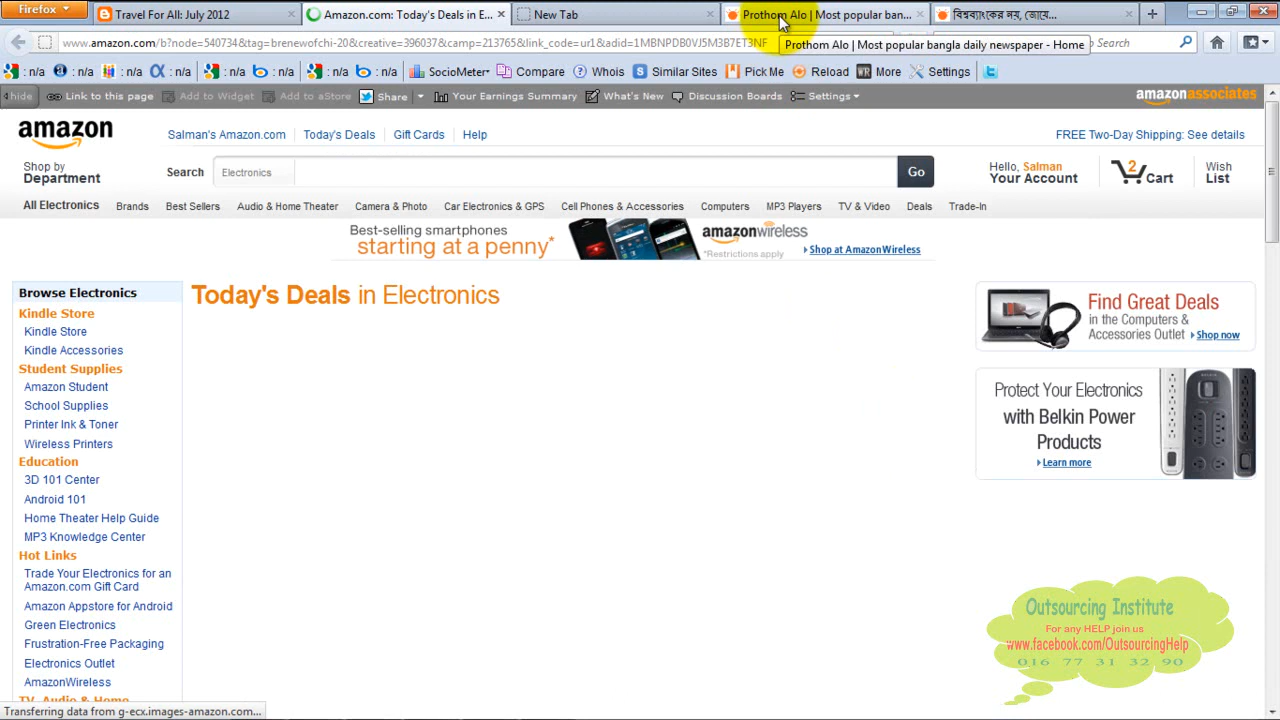 Firefox
Travel For All: July 2012
Amazon.com: Today's Deals in E...
New Tab
Prothom Alo | Most popular ban...
বিশ্বব্যাংকের নয়, জোয়ে...
www.amazon.com/b?node=540734&tag=brenewofchi-20&creative=396037&camp=213765&link_code=ur1&adid=1MBNPDB0VJ5M3B7ET3NF
Prothom Alo | Most popular bangla daily newspaper - Home
Search
: n/a
: n/a
: n/a
: n/a
: n/a
: n/a
: n/a
: n/a
SocioMeter
Compare
Whois
Similar Sites
Pick Me
Reload
More
Settings
hide
Link to this page
Add to Widget
Add to aStore
Share
Your Earnings Summary
What's New
Discussion Boards
Settings
amazonassociates
amazon
Salman's Amazon.com
Today's Deals
Gift Cards
Help
FREE Two-Day Shipping: See details
Shop by
Department
Search
Electronics
Go
Hello, Salman
Your Account
2
Cart
Wish
List
All Electronics
Brands
Best Sellers
Audio & Home Theater
Camera & Photo
Car Electronics & GPS
Cell Phones & Accessories
Computers
MP3 Players
TV & Video
Deals
Trade-In
Best-selling smartphones
starting at a penny*
amazonwireless
*Restrictions apply
Shop at AmazonWireless
Browse Electronics
Kindle Store
Kindle Store
Kindle Accessories
Student Supplies
Amazon Student
School Supplies
Printer Ink & Toner
Wireless Printers
Education
3D 101 Center
Android 101
Home Theater Help Guide
MP3 Knowledge Center
Hot Links
Trade Your Electronics for an
Amazon.com Gift Card
Amazon Appstore for Android
Green Electronics
Frustration-Free Packaging
Electronics Outlet
AmazonWireless
TV, Audio & Home
Today's Deals in Electronics
Find Great Deals
in the Computers &
Accessories Outlet
Shop now
Protect Your Electronics
with Belkin Power
Products
Learn more
Outsourcing Institute
For any HELP join us
www.facebook.com/OutsourcingHelp
016 77 31 32 90
Transferring data from g-ecx.images-amazon.com...